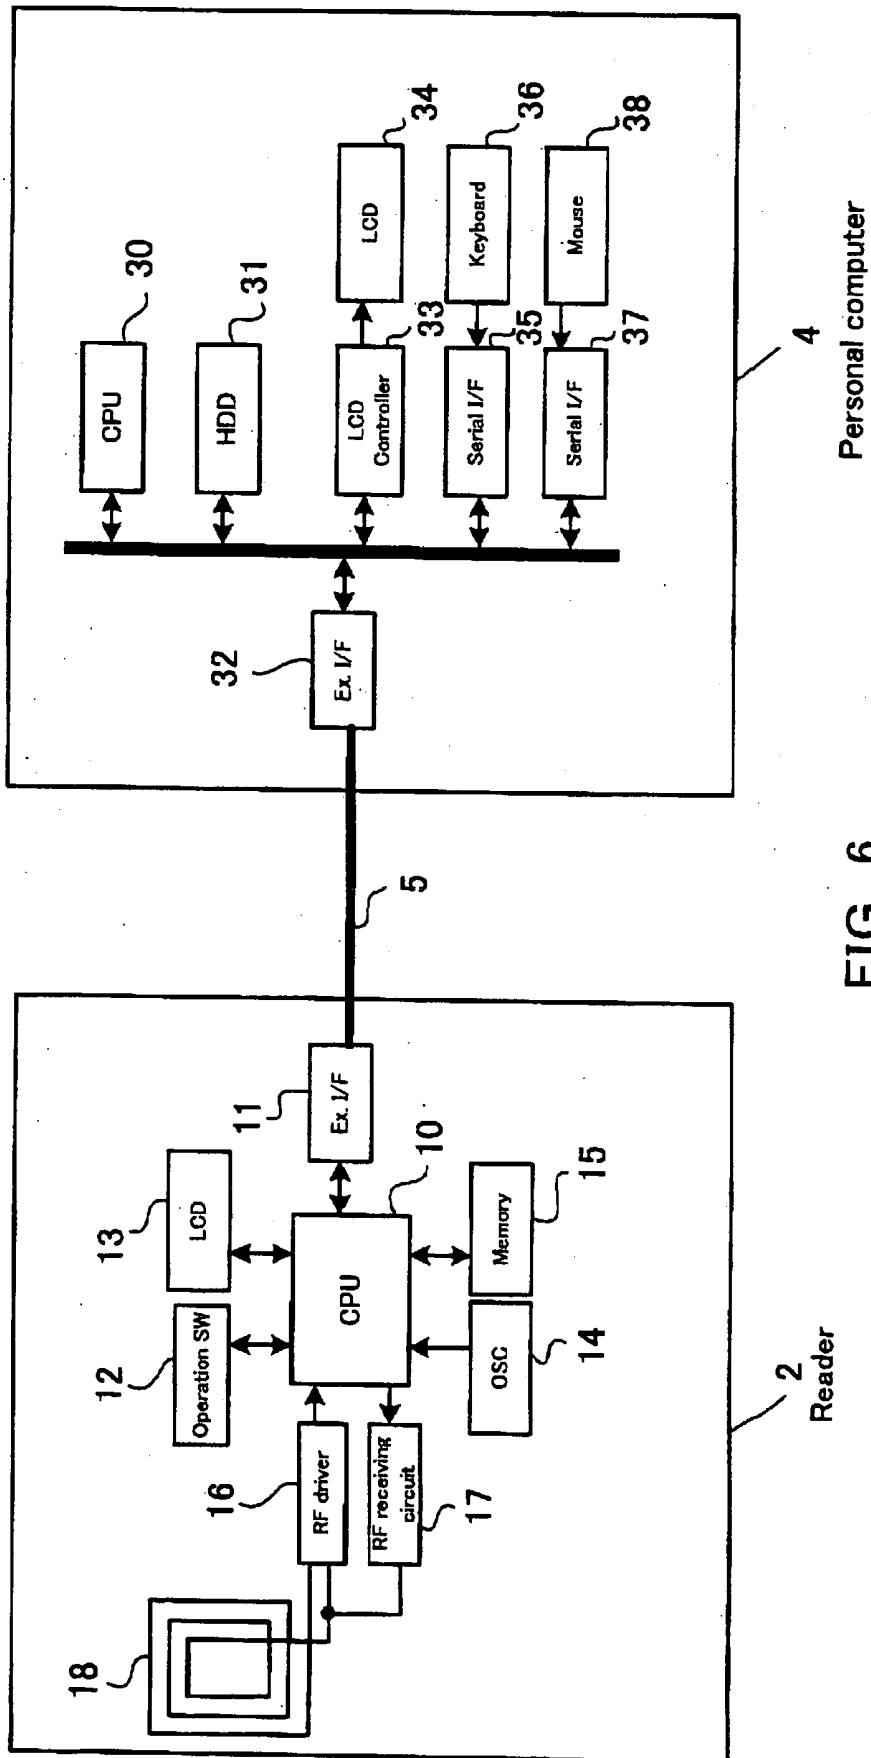 18
16
RF driver
RF receiving
circuit
17
12
Operation SW
13
LCD
CPU
10
OSC
14
Memory
15
11
Ex. I/F
2
Reader
5
32
Ex. I/F
CPU
30
HDD
31
LCD
Controller
33
LCD
34
Serial I/F
35
Keyboard
36
Serial I/F
37
Mouse
38
4
Personal computer
FIG. 6